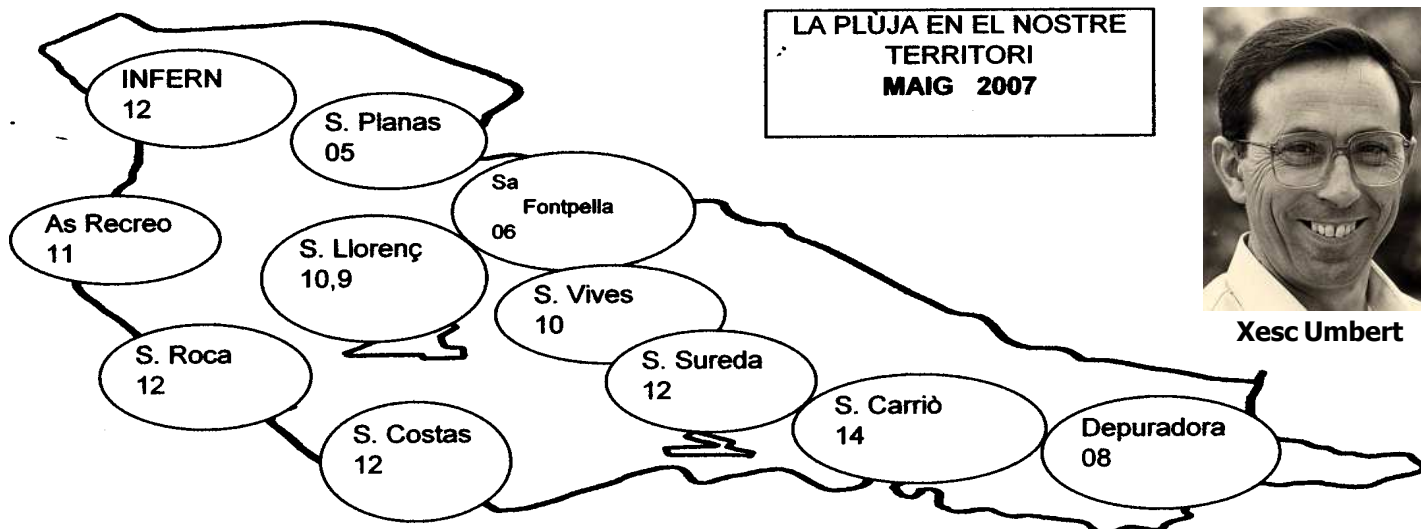 LA PLÙJA EN EL NOSTRE
TERRITORI
MAIG 2007
INFERN
12
S. Planas
05
Sa
Fontpella
06
As Recreo
11
S. Llorenç
10,9
S. Vives
10
S. Roca
12
S. Sureda
12
S. Costas
12
S. Carriò
14
Depuradora
08
Xesc Umbert